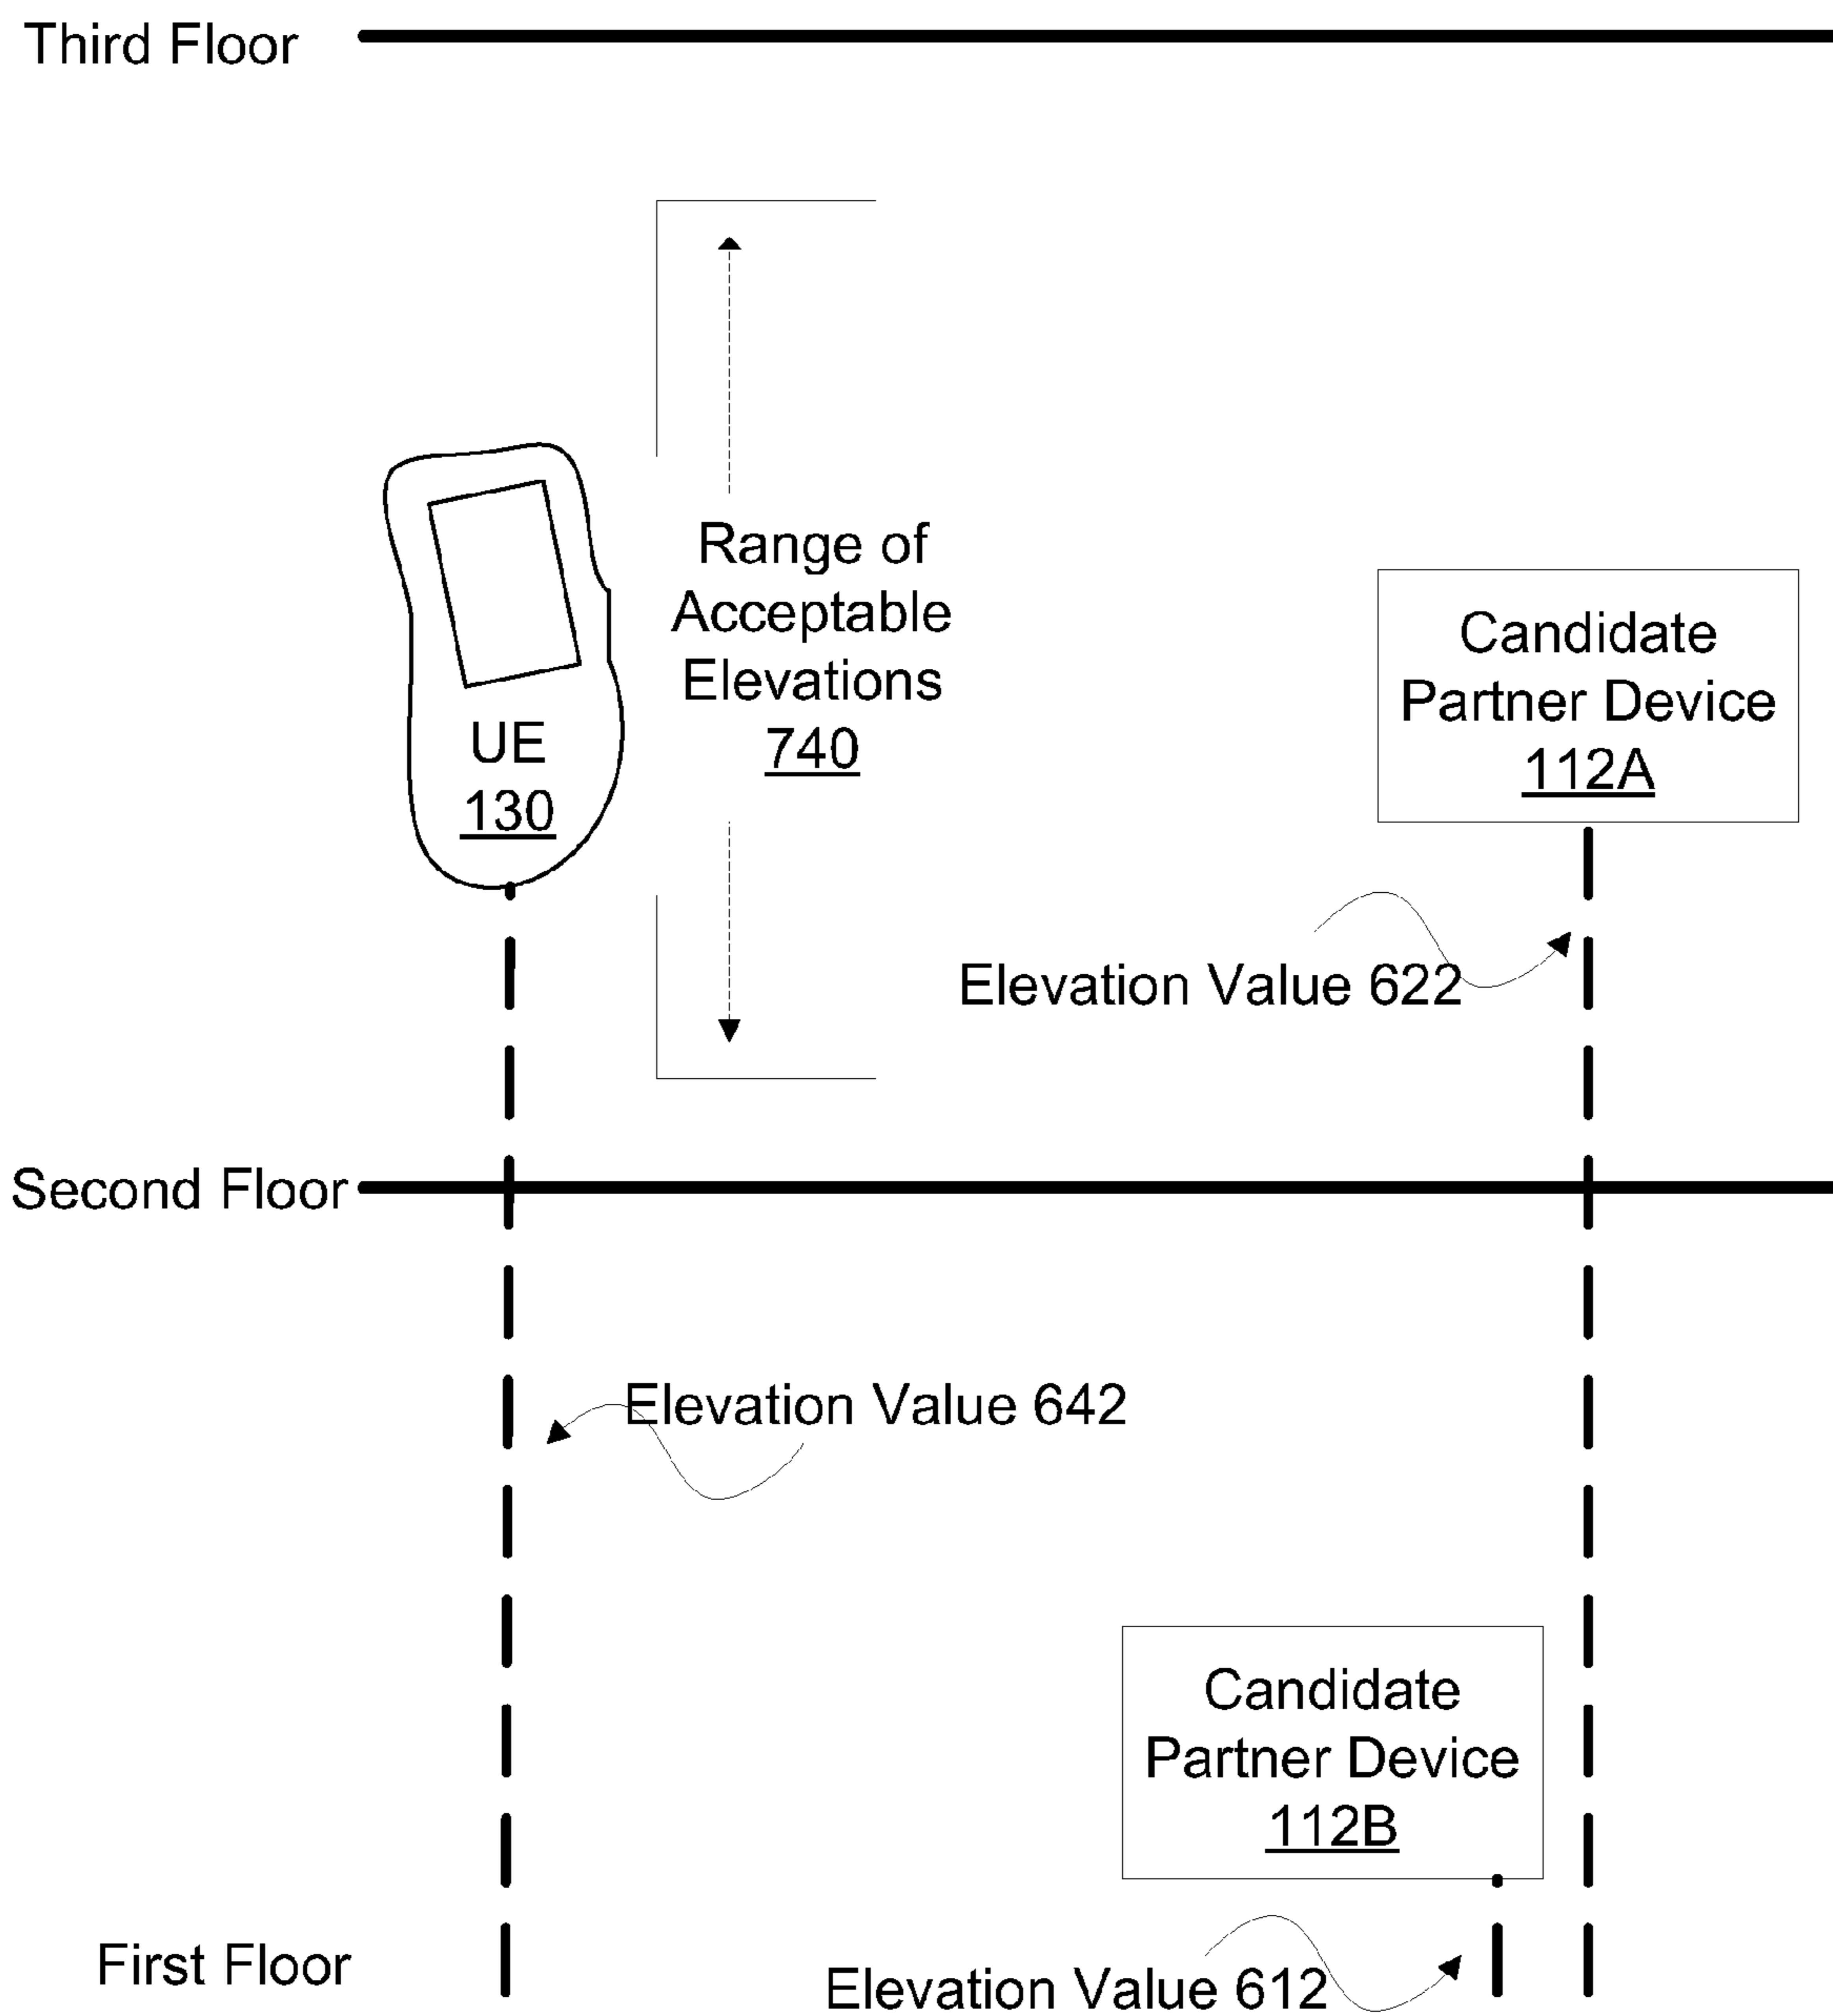 Third Floor
Range of
Acceptable
Elevations
740
UE
130
Candidate
Partner Device
112A
Elevation Value 622
Second Floor
Elevation Value 642
Candidate
Partner Device
112B
First Floor
Elevation Value 612